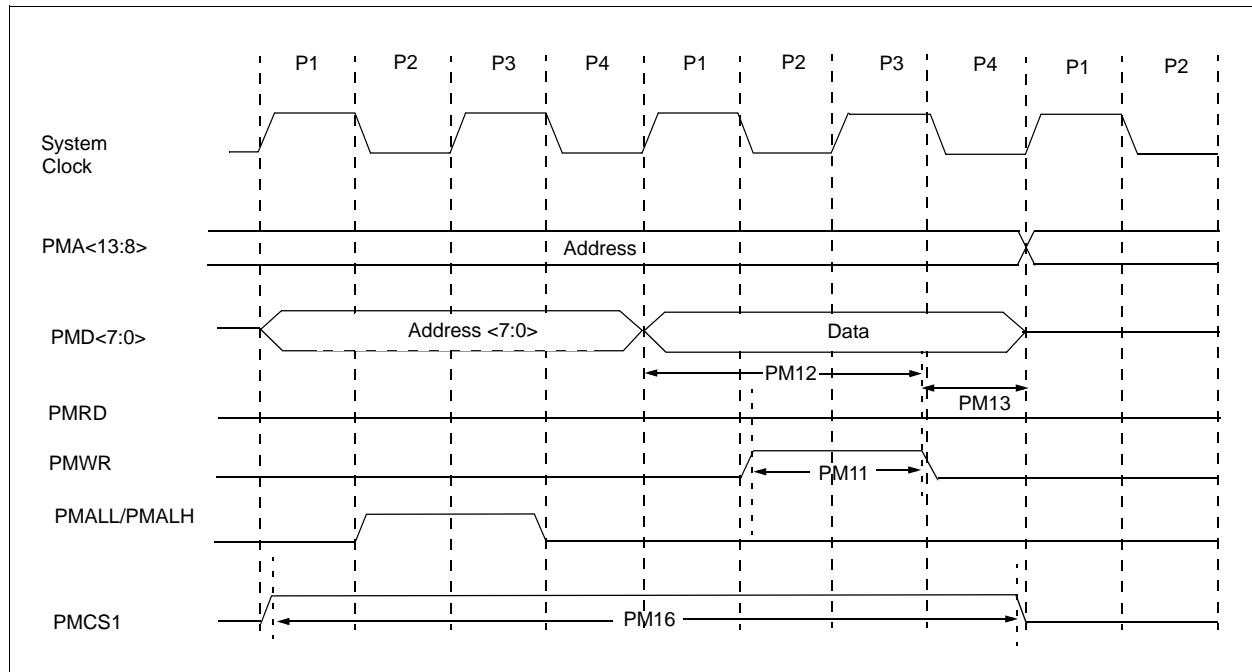 P1 P2 P3 P4 P1 P2 P3 P4 P1 P2
System
Clock
PMA<13:8>
Address
PMD<7:0>
Address <7:0>
Data
PM12
PM13
PMRD
PMWR
PM11
PMALL/PMALH
PMCS1
PM16